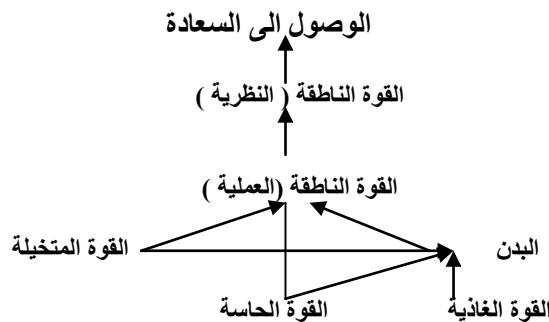 الوصول الى السعادة
القوة الناطقة ( النظرية )
القوة الناطقة (العملية )
البدن
القوة المتخيلة
القوة الغاذية
القوة الحاسة